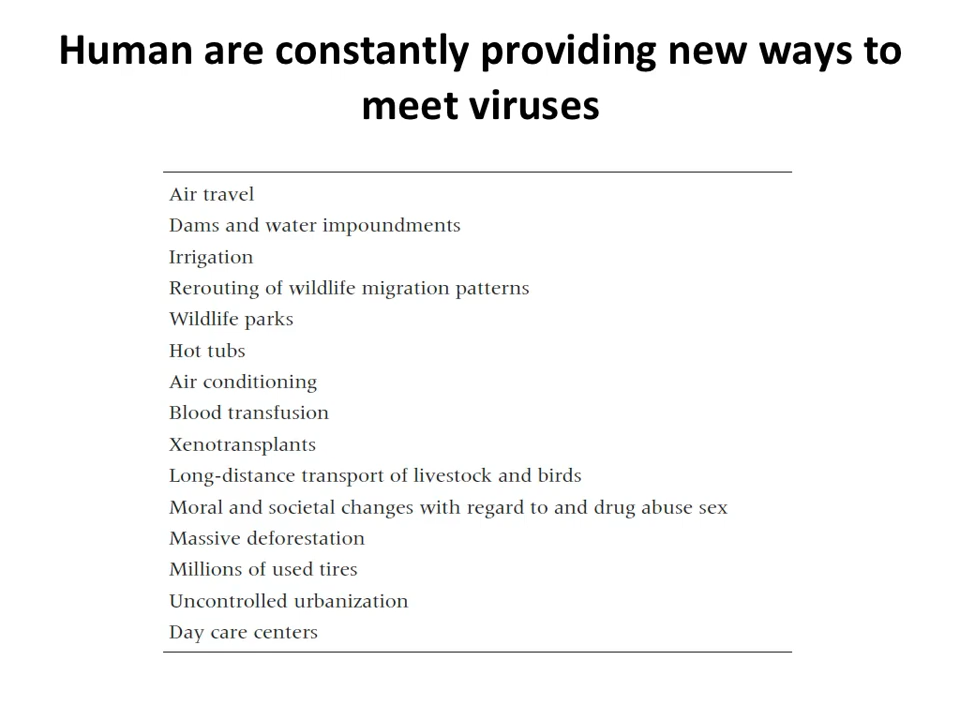 Human are constantly providing new ways to
meet viruses
Air travel
Dams and water impoundments
Irrigation
Rerouting of wildlife migration patterns
Wildlife parks
Hot tubs
Air conditioning
Blood transfusion
Xenotransplants
Long-distance transport of livestock and birds
Moral and societal changes with regard to and drug abuse sex
Massive deforestation
Millions of used tires
Uncontrolled urbanization
Day care centers